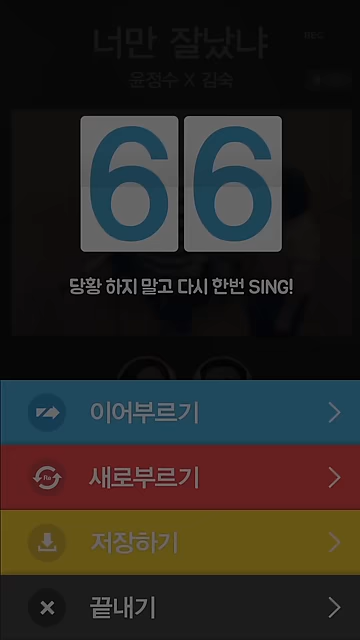 너만 잘났냐
REC
윤정수 X 김숙
66
당황 하지 말고 다시 한번 SING!
이어부르기
Re
새로부르기
저장하기
끝내기